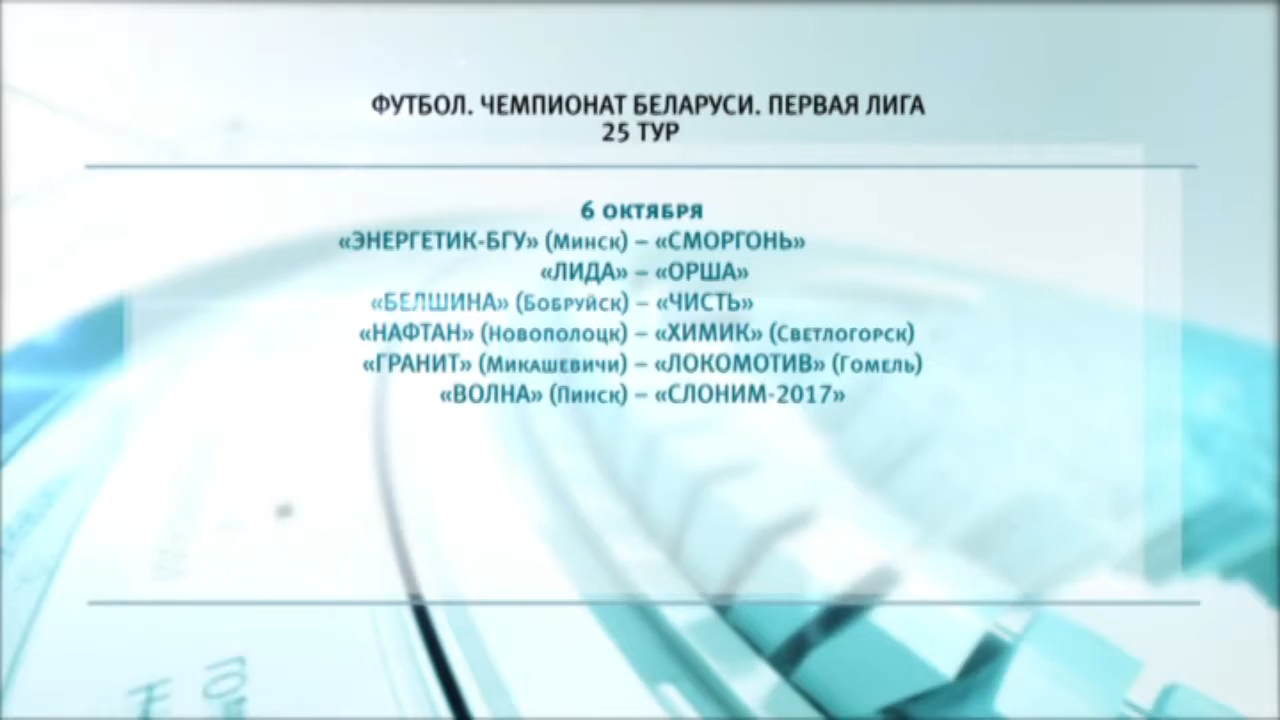 ФУТБОЛ. ЧЕМПИОНАТ БЕЛАРУСИ. ПЕРВАЯ ЛИГА
25 ТУР
6 ОКТЯБРЯ
«ЭНЕРГЕТИК-БГУ» (Минск) – «СМОРГОНЬ»
«ЛИДА» – «ОРША»
«БЕЛШИНА» (Бобруйск) – «ЧИСТЬ»
«НАФТАН» (Новополоцк) – «ХИМИК» (Светлогорск)
«ГРАНИТ» (Микашевичи) – «ЛОКОМОТИВ» (Гомель)
«ВОЛНА» (Пинск) – «СЛОНИМ-2017»